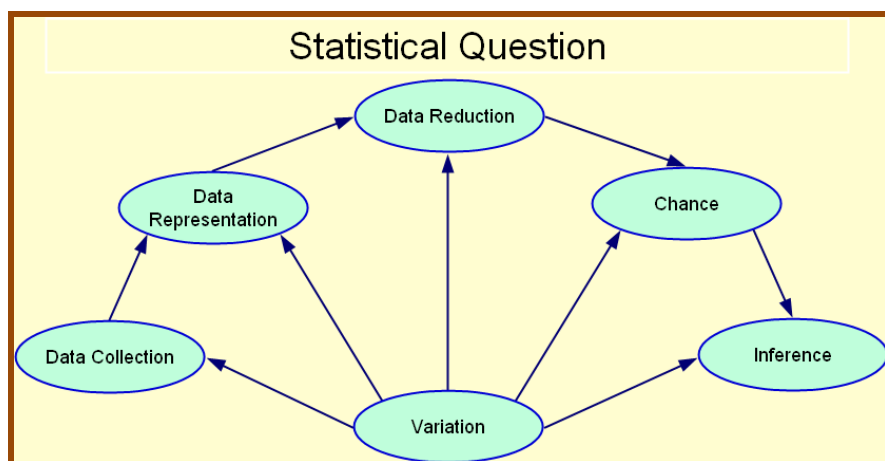 Statistical Question
Data Reduction
Data
Representation
Chance
Data Collection
Inference
Variation